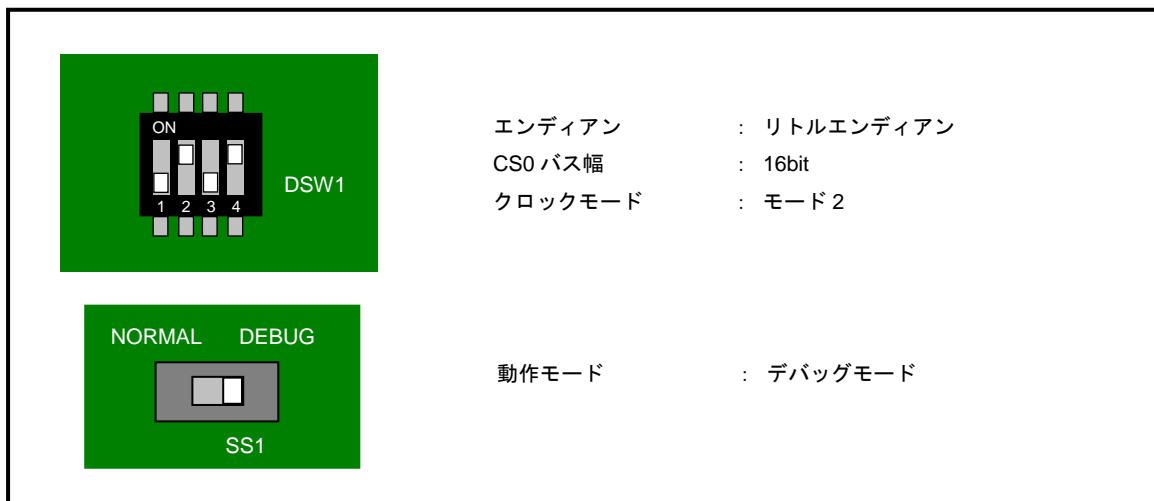 ON
1 2 3 4
DSW1
エンディアン : リトルエンディアン
CS0 バス幅 : 16bit
クロックモード : モード 2
NORMAL DEBUG
SS1
動作モード : デバッグモード